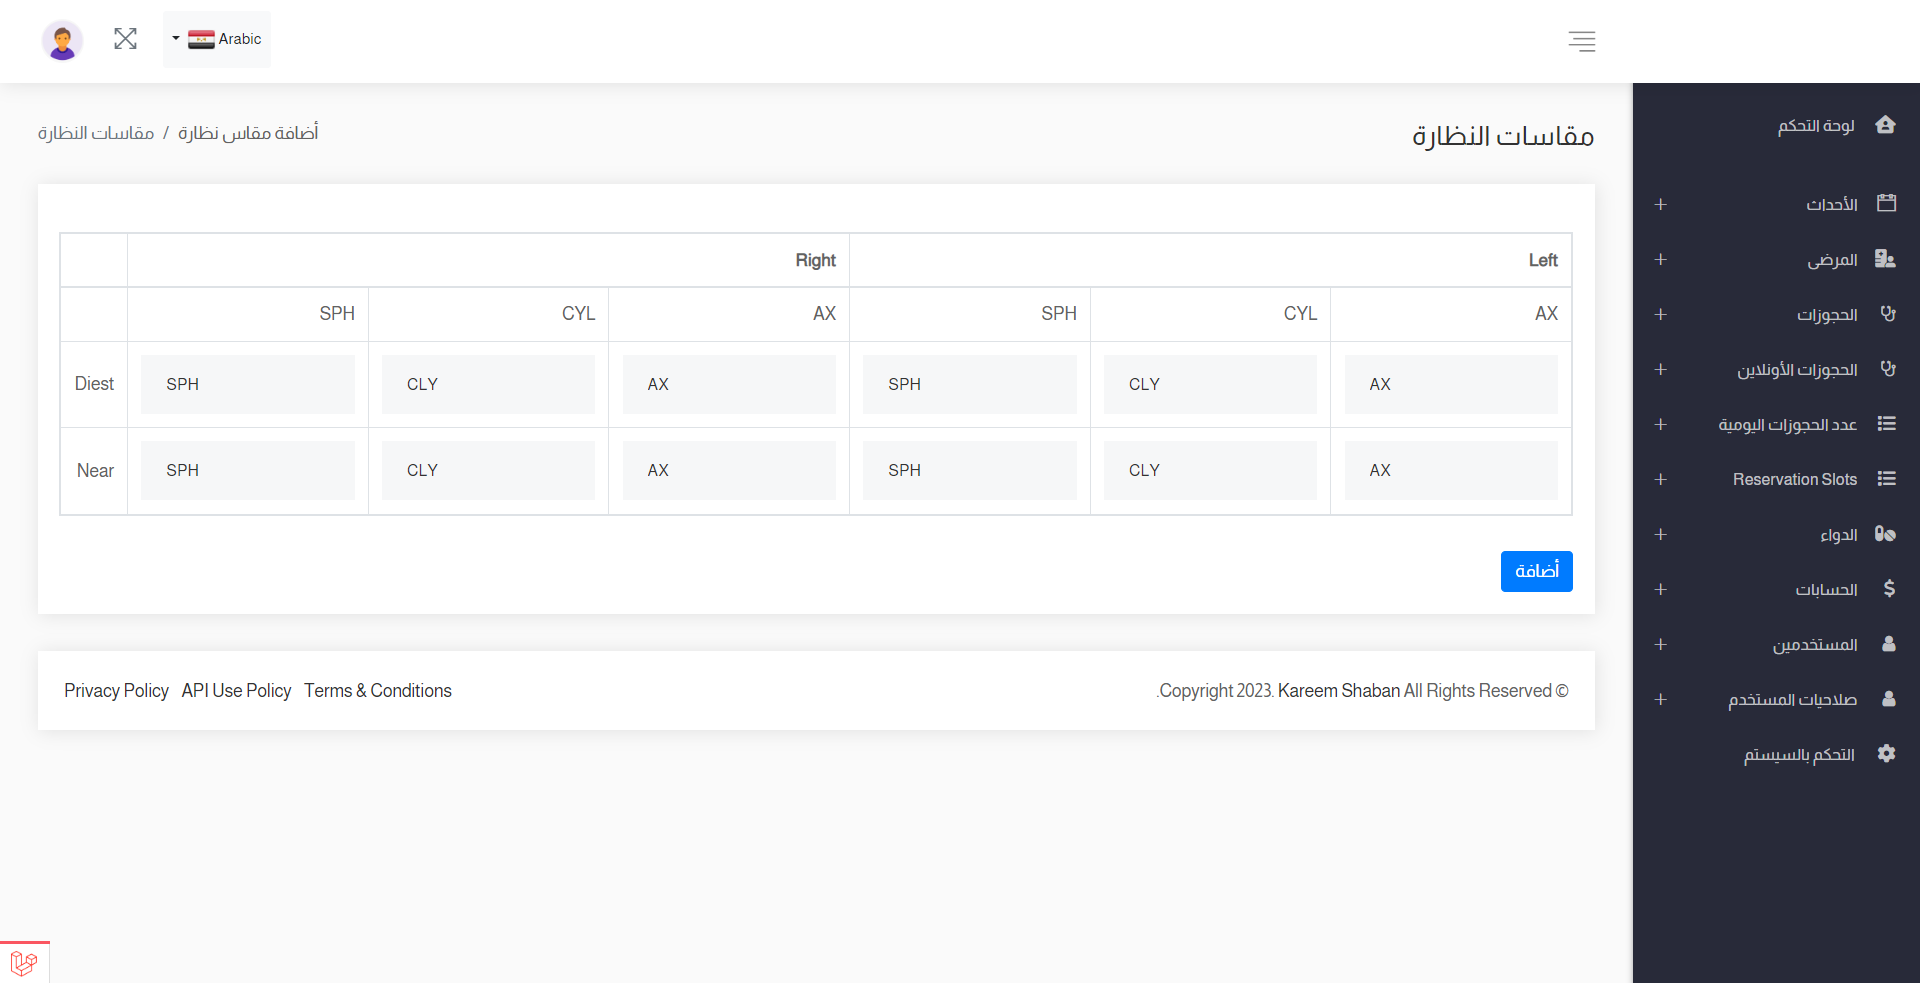 Arabic
لوحة التحكم
الأحداث
المرضى
الحجوزات
الحجوزات الأونلاين
عدد الحجوزات اليومية
Reservation Slots
الدواء
الحسابات
المستخدمين
صلاحيات المستخدم
التحكم بالسيستم
مقاسات النظارة
أضافة مقاس نظارة / مقاسات النظارة
Right Left
SPH CYL AX SPH CYL AX
Diest SPH CLY AX SPH CLY AX
Near SPH CLY AX SPH CLY AX
أضافة
.Copyright 2023. Kareem Shaban All Rights Reserved ©
Privacy Policy API Use Policy Terms & Conditions